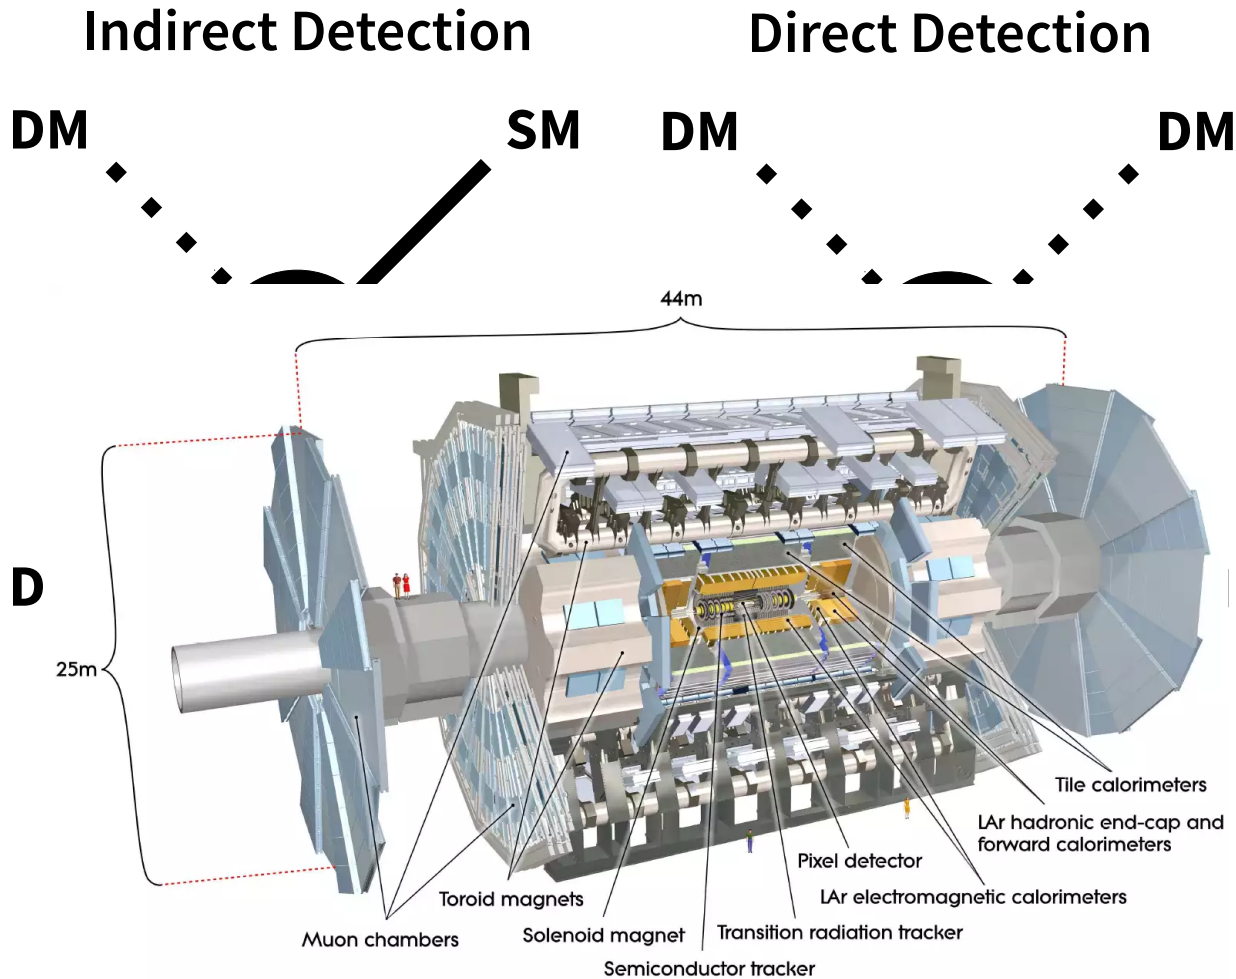 Indirect Detection
Direct Detection
DM
SM
DM
DM
44m
D
25m
Tile calorimeters
LAr hadronic end-cap and
forward calorimeters
Pixel detector
LAr electromagnetic calorimeters
Toroid magnets
Muon chambers
Solenoid magnet
Transition radiation tracker
Semiconductor tracker